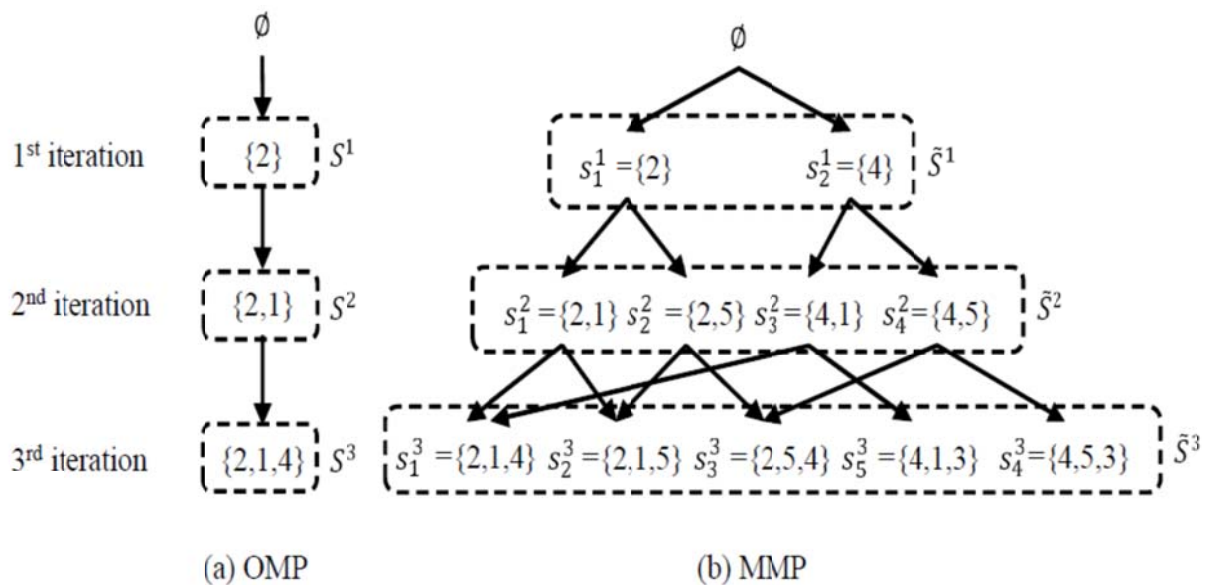 ∅ ∅
1st iteration {2} S¹ s₁¹ ={2} s₂¹ ={4} S̃¹
2nd iteration {2,1} S² s₁² ={2,1} s₂² ={2,5} s₃² ={4,1} s₄² ={4,5} S̃²
3rd iteration {2,1,4} S³ s₁³ ={2,1,4} s₂³ ={2,1,5} s₃³ ={2,5,4} s₅³ ={4,1,3} s₄³={4,5,3} S̃³
(a) OMP (b) MMP